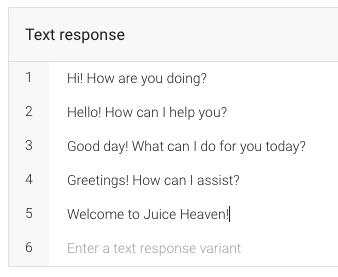 Text response
1 Hi! How are you doing?
2 Hello! How can I help you?
3 Good day! What can I do for you today?
4 Greetings! How can I assist?
5 Welcome to Juice Heaven!
6 Enter a text response variant